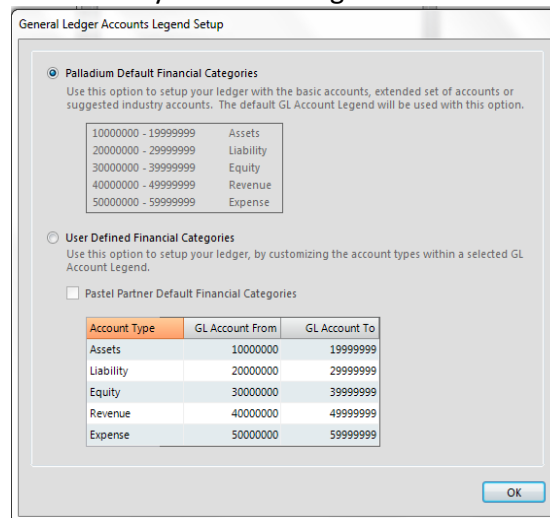 General Ledger Accounts Legend Setup
Palladium Default Financial Categories
Use this option to setup your ledger with the basic accounts, extended set of accounts or
suggested industry accounts. The default GL Account Legend will be used with this option.
10000000 - 19999999 Assets
20000000 - 29999999 Liability
30000000 - 39999999 Equity
40000000 - 49999999 Revenue
50000000 - 59999999 Expense
User Defined Financial Categories
Use this option to setup your ledger, by customizing the account types within a selected GL
Account Legend.
Pastel Partner Default Financial Categories
Account Type GL Account From GL Account To
Assets 10000000 19999999
Liability 20000000 29999999
Equity 30000000 39999999
Revenue 40000000 49999999
Expense 50000000 59999999
OK